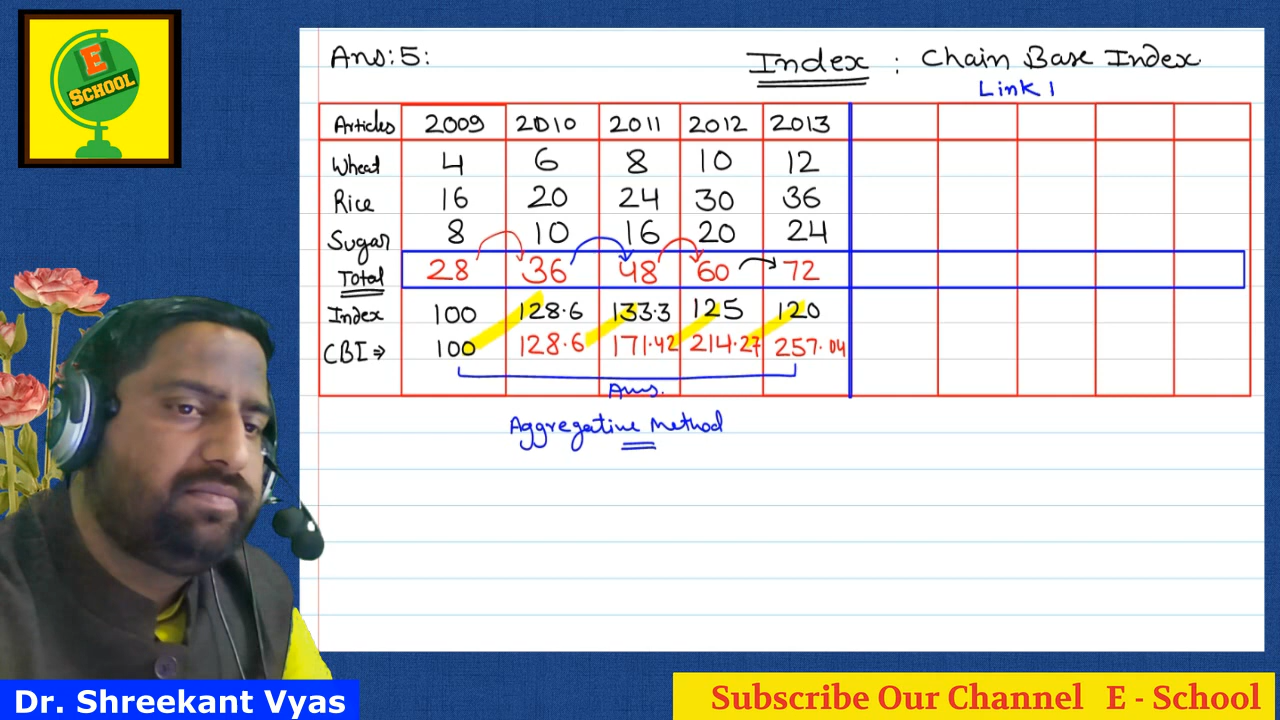 E
SCHOOL
Ans:5:
Index : Chain Base Index
Link 1
Articles 2009 2010 2011 2012 2013
Wheat 4 6 8 10 12
Rice 16 20 24 30 36
Sugar 8 10 16 20 24
Total 28 36 48 60 72
Index 100 128.6 133.3 125 120
CBI⇒ 100 128.6 171.42 214.27 257.04
Ans.
Aggregative Method
Dr. Shreekant Vyas
Subscribe Our Channel E - School